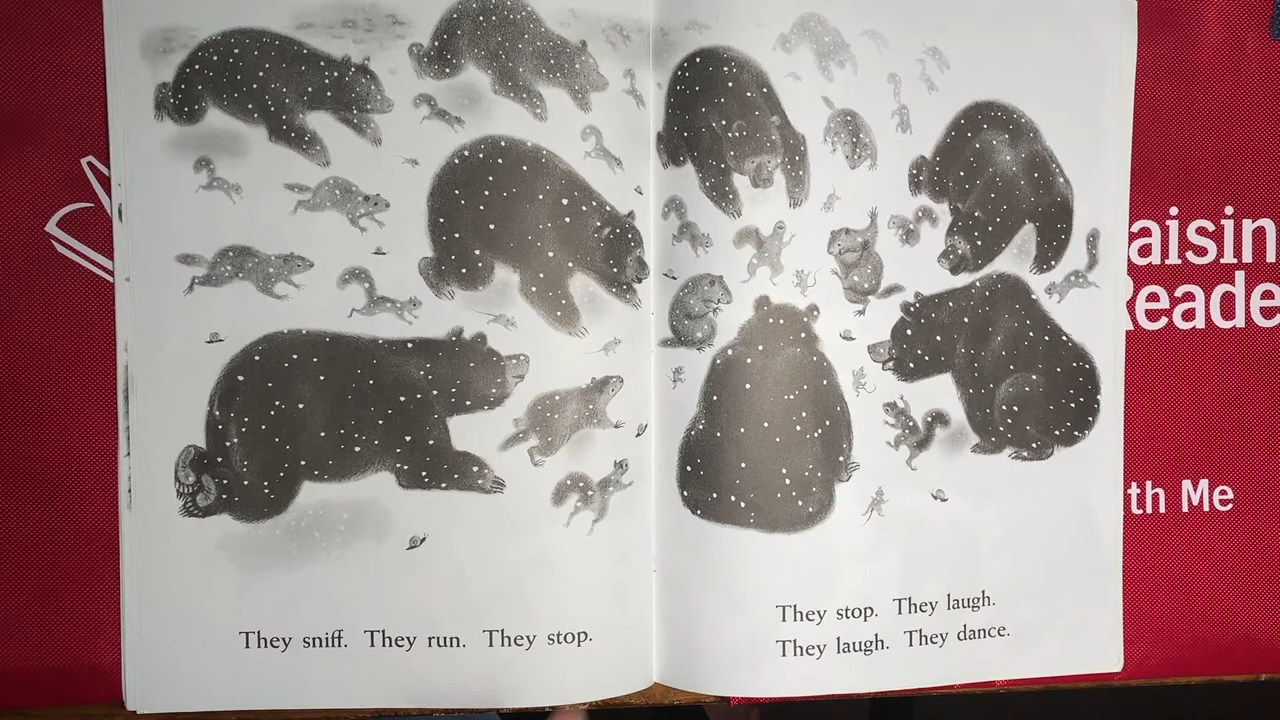 They sniff. They run. They stop.
They stop. They laugh.
They laugh. They dance.
aisin
Reade
th Me